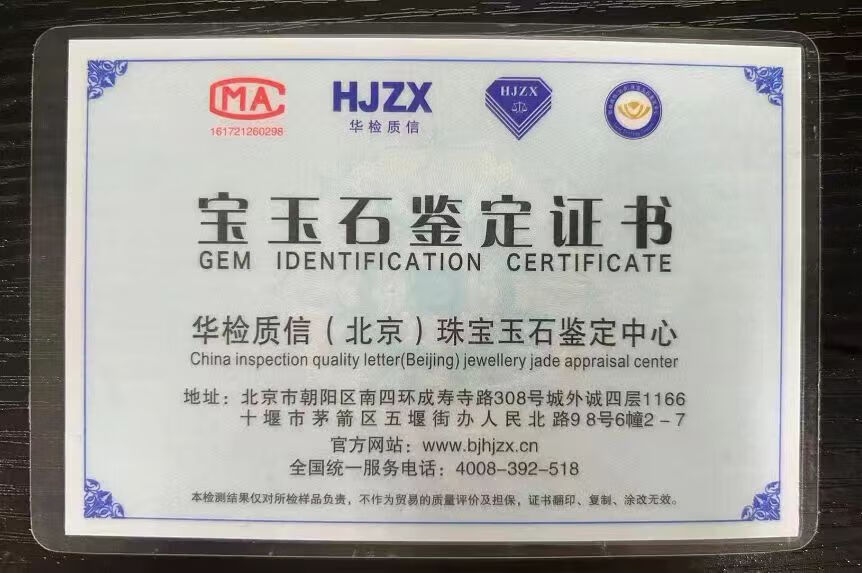 CMA HJZX HJZX
161721260298 华检质信
宝玉石鉴定证书
GEM IDENTIFICATION CERTIFICATE
华检质信（北京）珠宝玉石鉴定中心
China inspection quality letter(Beijing) jewellery jade appraisal center
地址：北京市朝阳区南四环成寿寺路308号城外诚四层1166
十堰市茅箭区五堰街办人民北路98号6幢2-7
官方网站：www.bjhjzx.cn
全国统一服务电话：4008-392-518
本检测结果仅对所检样品负责，不作为贸易的质量评价及担保，证书翻印、复制、涂改无效。